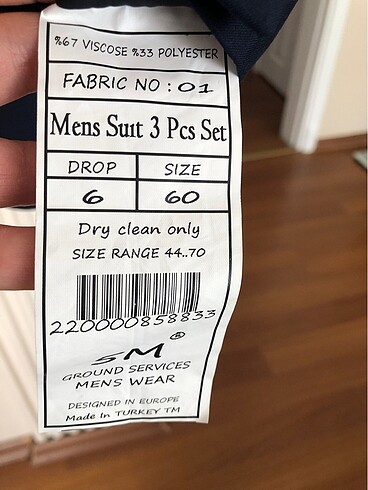 %67 VISCOSE %33 POLYESTER
FABRIC NO : 01
Mens Suit 3 Pcs Set
DROP SIZE
6 60
Dry clean only
SIZE RANGE 44..70
220000858833
SM®
GROUND SERVICES
MENS WEAR
DESIGNED IN EUROPE
Made In TURKEY TM